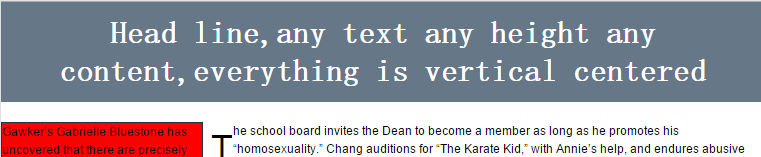 Head line,any text any height any
content,everything is vertical centered
Gawker's Gabrielle Bluestone has
uncovered that there are precisely
The school board invites the Dean to become a member as long as he promotes his
“homosexuality.” Chang auditions for “The Karate Kid,” with Annie’s help, and endures abusive